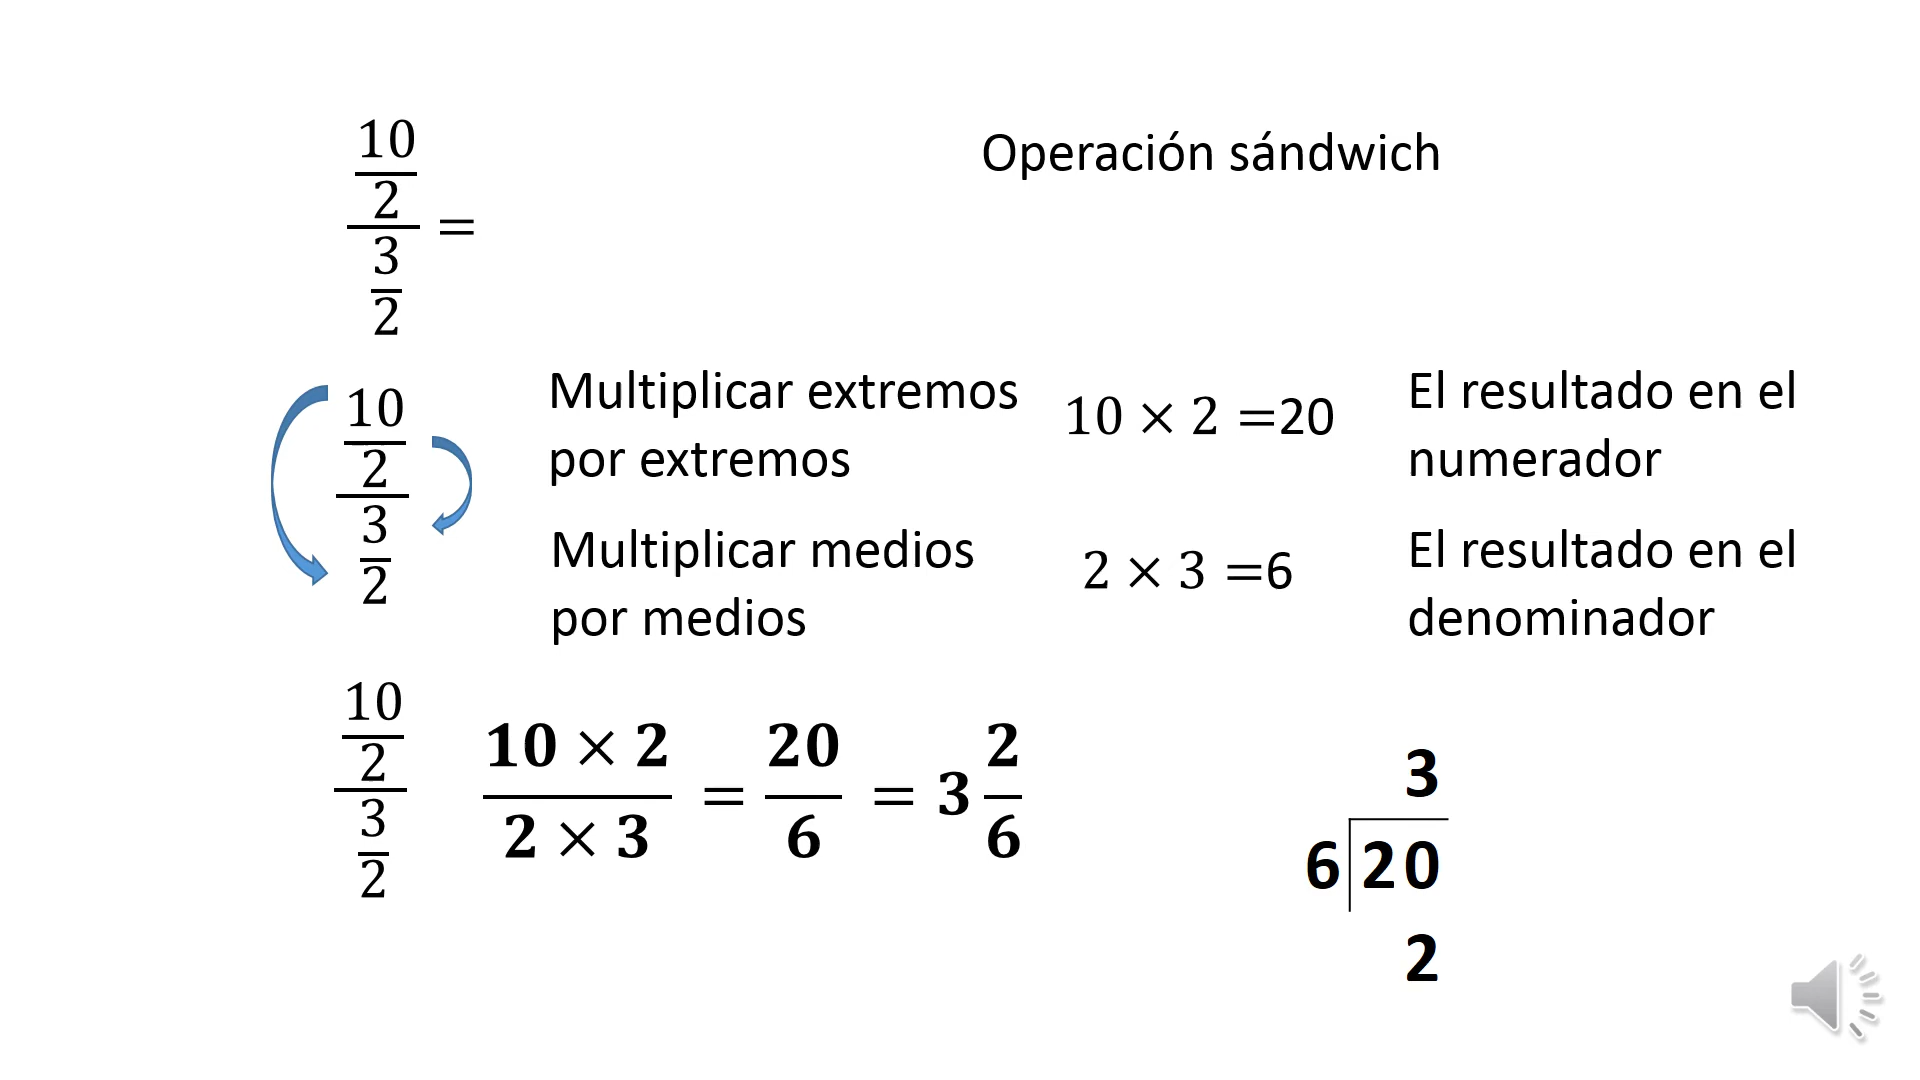 Operación sándwich
10
2
=
3
2
10
2
3
2
Multiplicar extremos
por extremos
10 × 2 =20
El resultado en el
numerador
Multiplicar medios
por medios
2 × 3 =6
El resultado en el
denominador
10
2
3
2
10 × 2
2 × 3
=
20
6
= 3
2
6
3
6 20
2